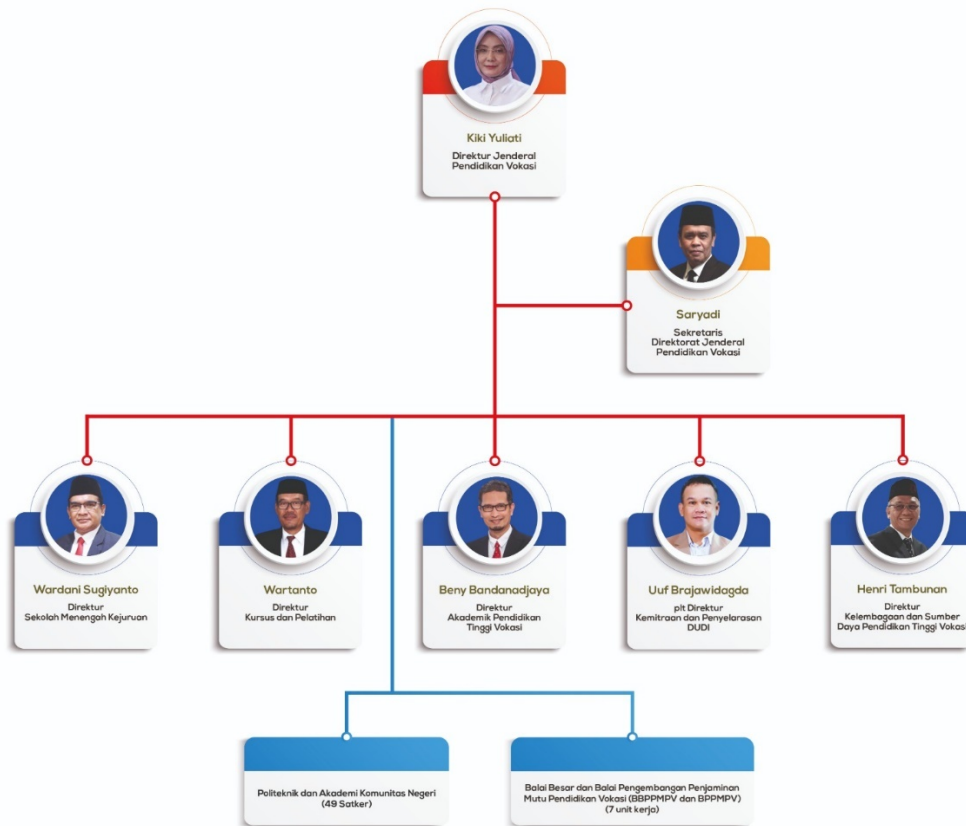 Kiki Yuliati
Direktur Jenderal
Pendidikan Vokasi
Saryadi
Sekretaris
Direktorat Jenderal
Pendidikan Vokasi
Wardani Sugiyanto
Direktur
Sekolah Menengah Kejuruan
Wartanto
Direktur
Kursus dan Pelatihan
Beny Bandanadjaya
Direktur
Akademik Pendidikan
Tinggi Vokasi
Uuf Brajawidagda
plt Direktur
Kemitraan dan Penyelarasan
DUDI
Henri Tambunan
Direktur
Kelembagaan dan Sumber
Daya Pendidikan Tinggi Vokasi
Politeknik dan Akademi Komunitas Negeri
(49 Satker)
Balai Besar dan Balai Pengembangan Penjaminan
Mutu Pendidikan Vokasi (BBPPMPV dan BPPMPV)
(7 unit kerja)